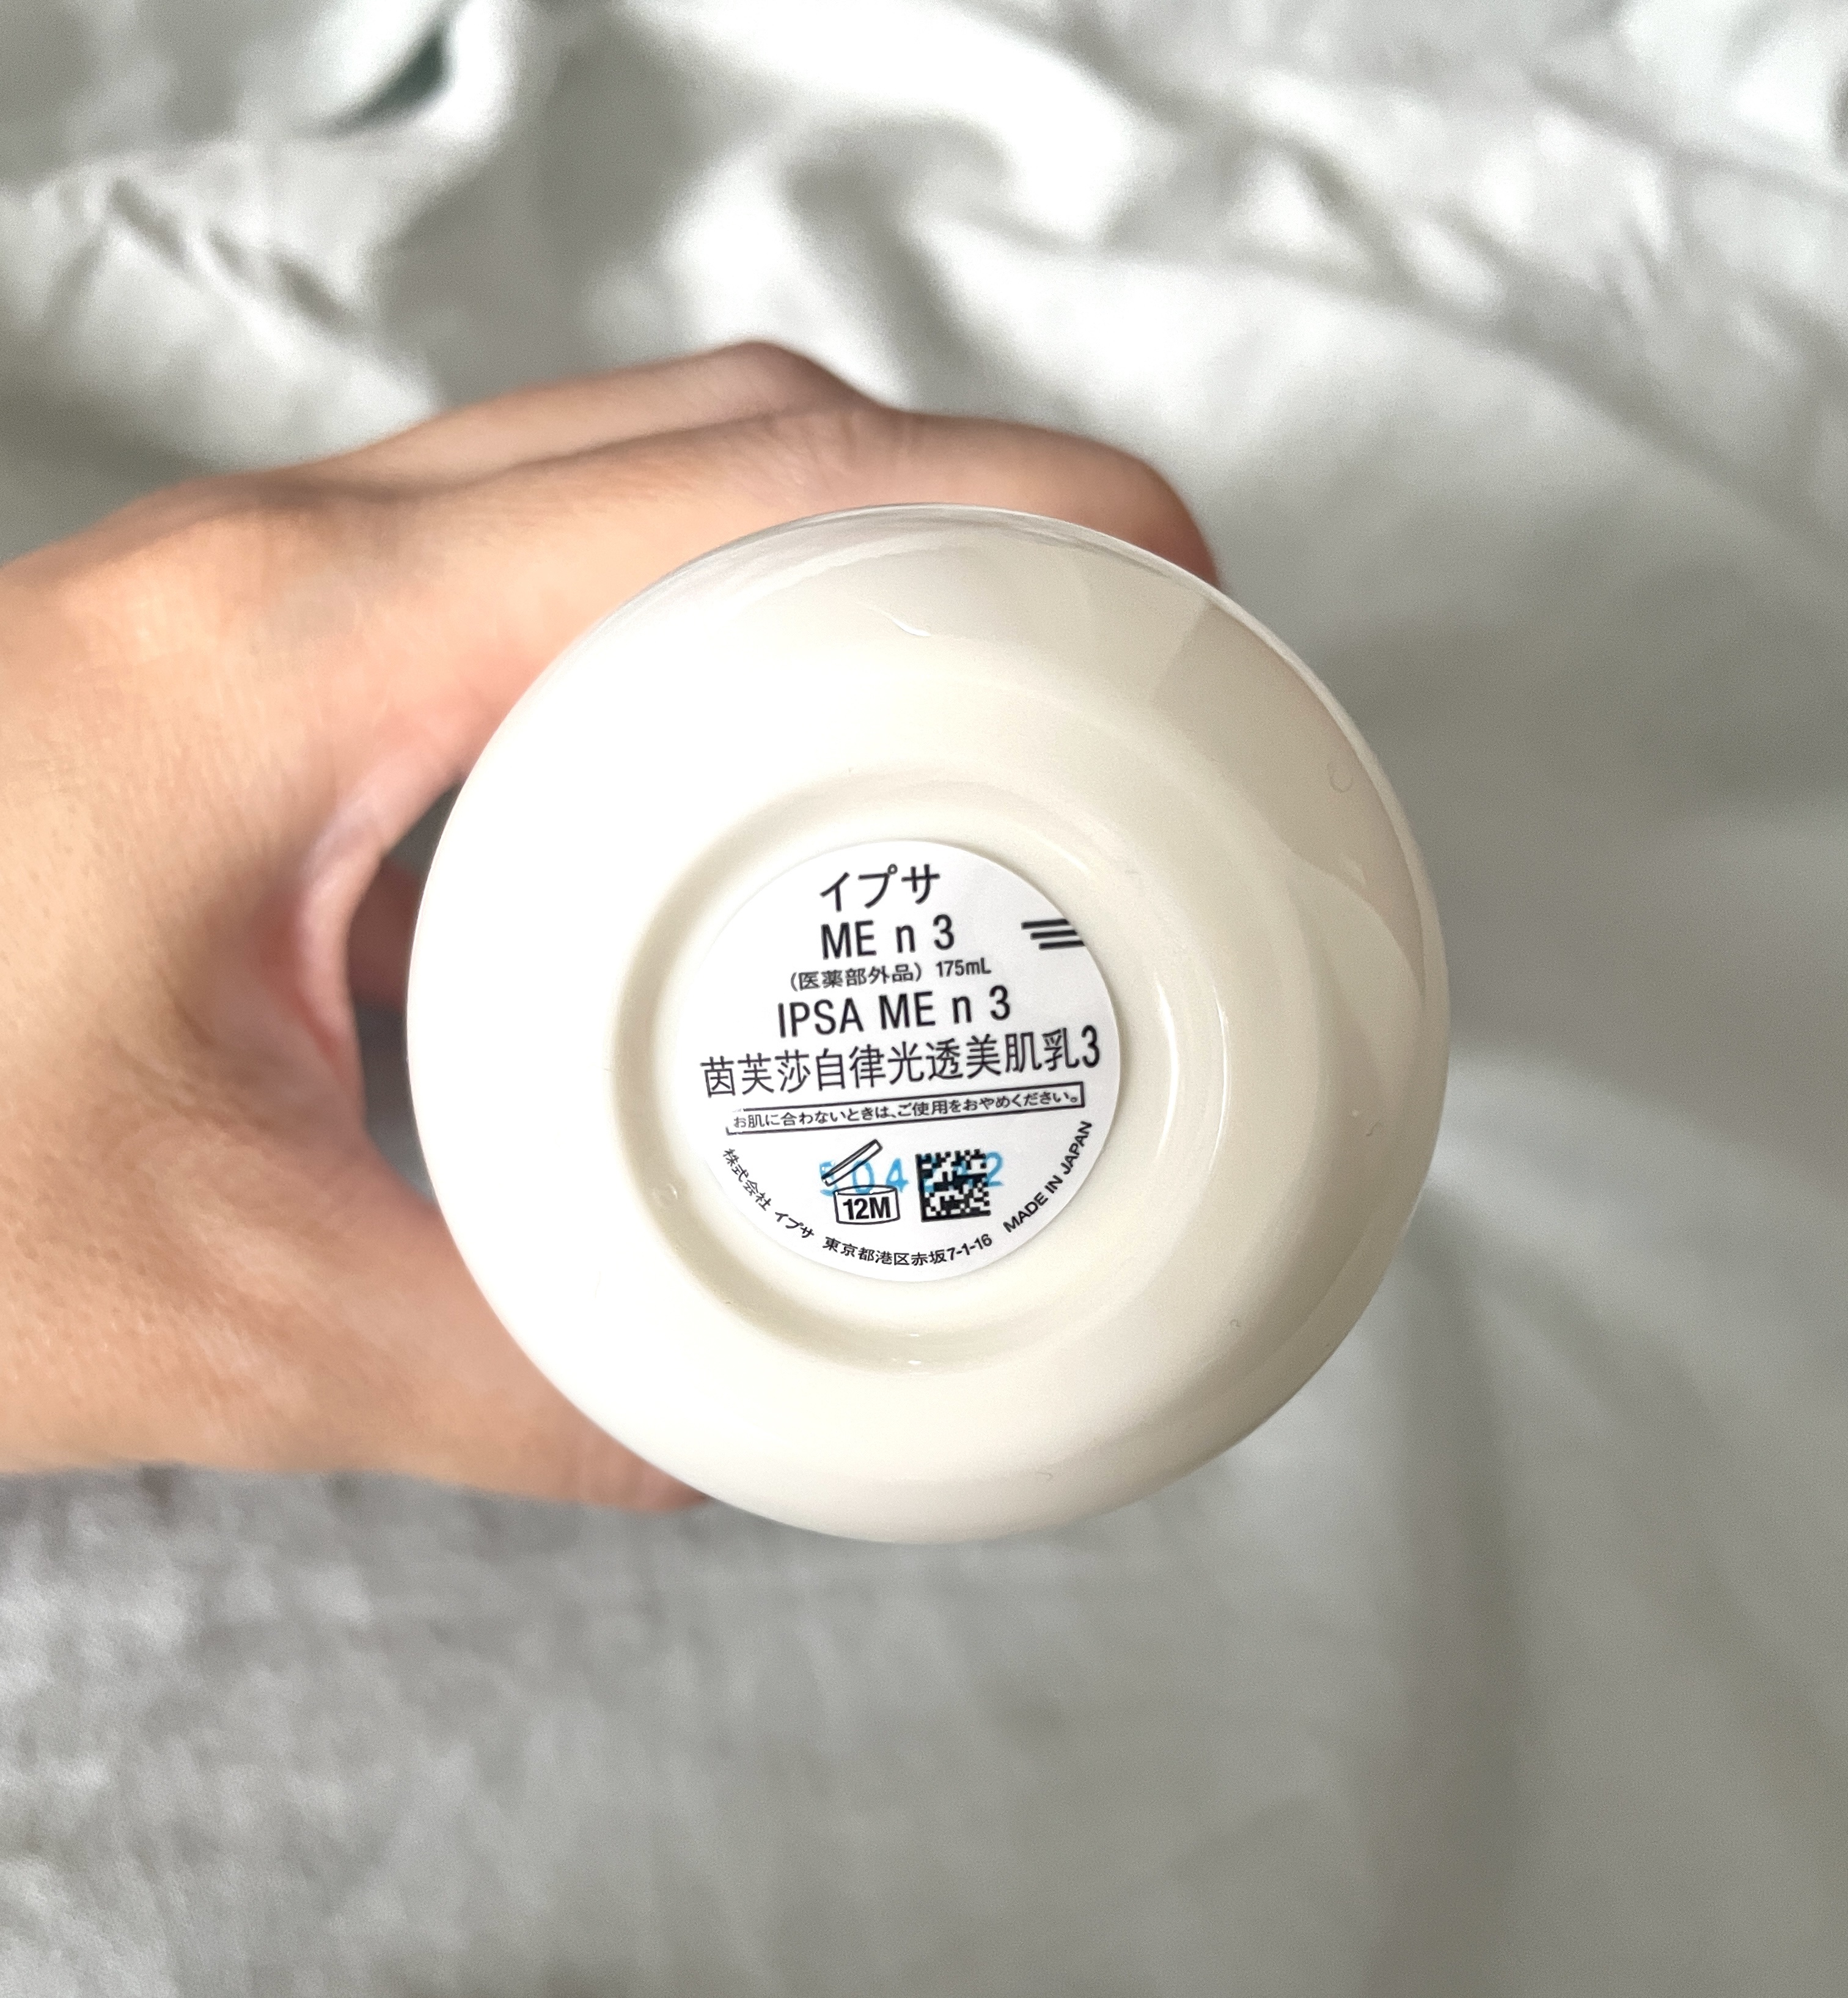 イプサ
ME n 3
(医薬部外品) 175mL
IPSA ME n 3
茵芙莎自律光透美肌乳3
お肌に合わないときは、ご使用をおやめください。
12M
株式会社 イプサ 東京都港区赤坂7-1-16 MADE IN JAPAN